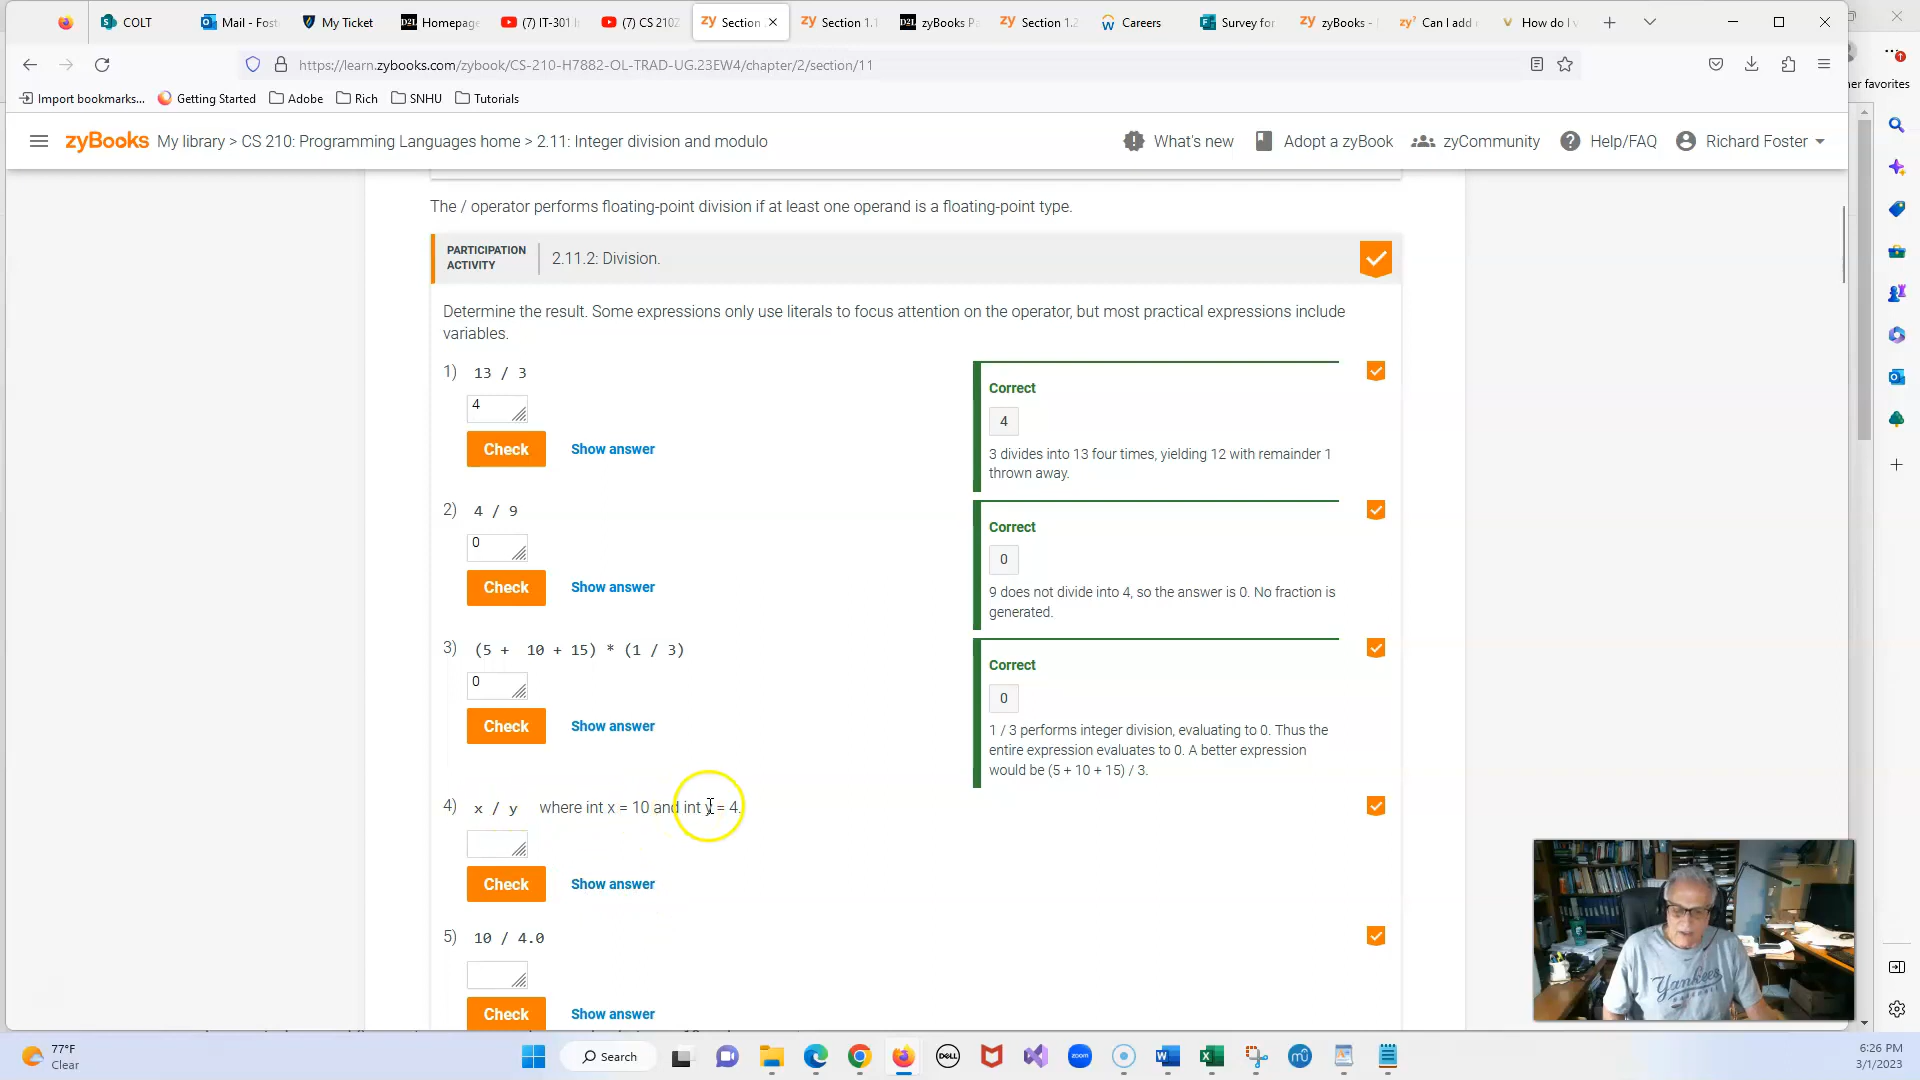 COLT
Mail - Fost
My Ticket
Homepage
(7) IT-301
(7) CS 210
Section
Section 1.1
zyBooks Pa
Section 1.2
Careers
Survey for
zyBooks -
Can I add
How do I
https://learn.zybooks.com/zybook/CS-210-H7882-OL-TRAD-UG.23EW4/chapter/2/section/11
Import bookmarks...
Getting Started
Adobe
Rich
SNHU
Tutorials
her favorites
zyBooks
My library > CS 210: Programming Languages home > 2.11: Integer division and modulo
What's new
Adopt a zyBook
zyCommunity
Help/FAQ
Richard Foster
The / operator performs floating-point division if at least one operand is a floating-point type.
PARTICIPATION
ACTIVITY
2.11.2: Division.
Determine the result. Some expressions only use literals to focus attention on the operator, but most practical expressions include
variables.
1) 13 / 3
4
Check
Show answer
Correct
4
3 divides into 13 four times, yielding 12 with remainder 1
thrown away.
2) 4 / 9
0
Check
Show answer
Correct
0
9 does not divide into 4, so the answer is 0. No fraction is
generated.
3) (5 + 10 + 15) * (1 / 3)
0
Check
Show answer
Correct
0
1 / 3 performs integer division, evaluating to 0. Thus the
entire expression evaluates to 0. A better expression
would be (5 + 10 + 15) / 3.
4) x / y where int x = 10 and int y = 4.
Check
Show answer
5) 10 / 4.0
Check
Show answer
Yankees
77°F
Clear
Search
DELL
zoom
6:26 PM
3/1/2023